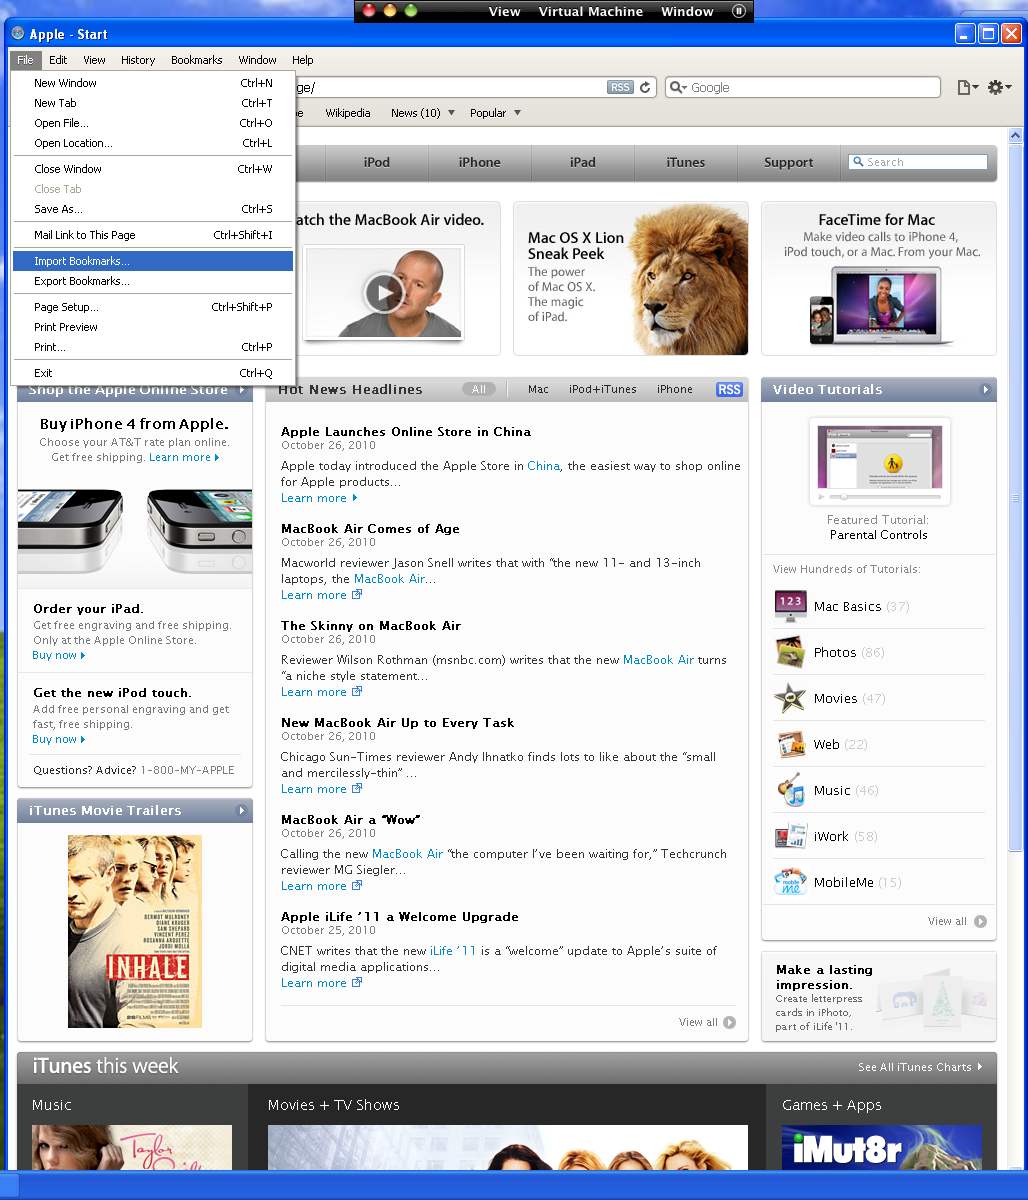 View Virtual Machine Window
Apple - Start
File Edit View History Bookmarks Window Help
New Window Ctrl+N
New Tab Ctrl+T
Open File... Ctrl+O
Open Location... Ctrl+L
Close Window Ctrl+W
Close Tab
Save As... Ctrl+S
Mail Link to This Page Ctrl+Shift+I
Import Bookmarks...
Export Bookmarks...
Page Setup... Ctrl+Shift+P
Print Preview
Print... Ctrl+P
Exit Ctrl+Q
ge/ RSS Google
Wikipedia News (10) Popular
iPod iPhone iPad iTunes Support Search
atch the MacBook Air video.
Mac OS X Lion
Sneak Peek
The power
of Mac OS X.
The magic
of iPad.
FaceTime for Mac
Make video calls to iPhone 4,
iPod touch, or a Mac. From your Mac.
Shop the Apple Online Store
Buy iPhone 4 from Apple.
Choose your AT&T rate plan online.
Get free shipping. Learn more
Order your iPad.
Get free engraving and free shipping.
Only at the Apple Online Store.
Buy now
Get the new iPod touch.
Add free personal engraving and get
fast, free shipping.
Buy now
Questions? Advice? 1-800-MY-APPLE
iTunes Movie Trailers
DERMOT MULRONEY
DIANE KRUGER
SAM SHEPARD
VINCENT PEREZ
ROSANNA ARQUETTE
JORDI MOLLA
INHALE
Hot News Headlines All Mac iPod+iTunes iPhone RSS
Apple Launches Online Store in China
October 26, 2010
Apple today introduced the Apple Store in China, the easiest way to shop online
for Apple products...
Learn more
MacBook Air Comes of Age
October 26, 2010
Macworld reviewer Jason Snell writes that with “the new 11- and 13-inch
laptops, the MacBook Air...
Learn more
The Skinny on MacBook Air
October 26, 2010
Reviewer Wilson Rothman (msnbc.com) writes that the new MacBook Air turns
“a niche style statement...
Learn more
New MacBook Air Up to Every Task
October 26, 2010
Chicago Sun-Times reviewer Andy Ihnatko finds lots to like about the “small
and mercilessly-thin” ...
Learn more
MacBook Air a “Wow”
October 26, 2010
Calling the new MacBook Air “the computer I’ve been waiting for,” Techcrunch
reviewer MG Siegler...
Learn more
Apple iLife ’11 a Welcome Upgrade
October 25, 2010
CNET writes that the new iLife ’11 is a “welcome” update to Apple’s suite of
digital media applications...
Learn more
View all
Video Tutorials
Featured Tutorial:
Parental Controls
View Hundreds of Tutorials:
123
Mac Basics (37)
Photos (86)
Movies (47)
Web (22)
Music (46)
iWork (58)
mobile me
MobileMe (15)
View all
Make a lasting
impression.
Create letterpress
cards in iPhoto,
part of iLife '11.
iTunes this week See All iTunes Charts
Music Movies + TV Shows Games + Apps
Taylor
iMut8r